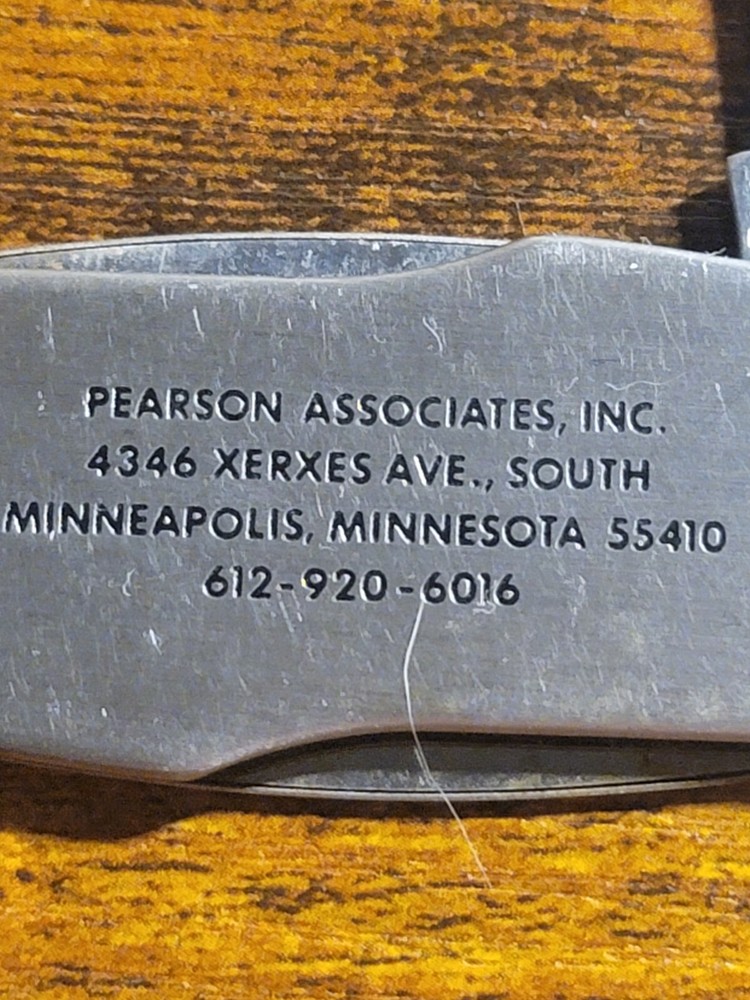 PEARSON ASSOCIATES, INC.
4346 XERXES AVE., SOUTH
MINNEAPOLIS, MINNESOTA 55410
612-920-6016